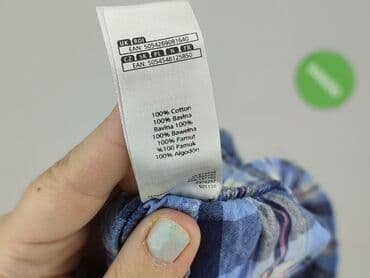 UK ROI
EAN: 5054269081640
CZ SK PL H TR
EAN: 5054548125850
100% Cotton
100% Bavlna
Bavlna 100%
100% Bawełna
100% Pamut
%100 Pamuk
100% Algodón